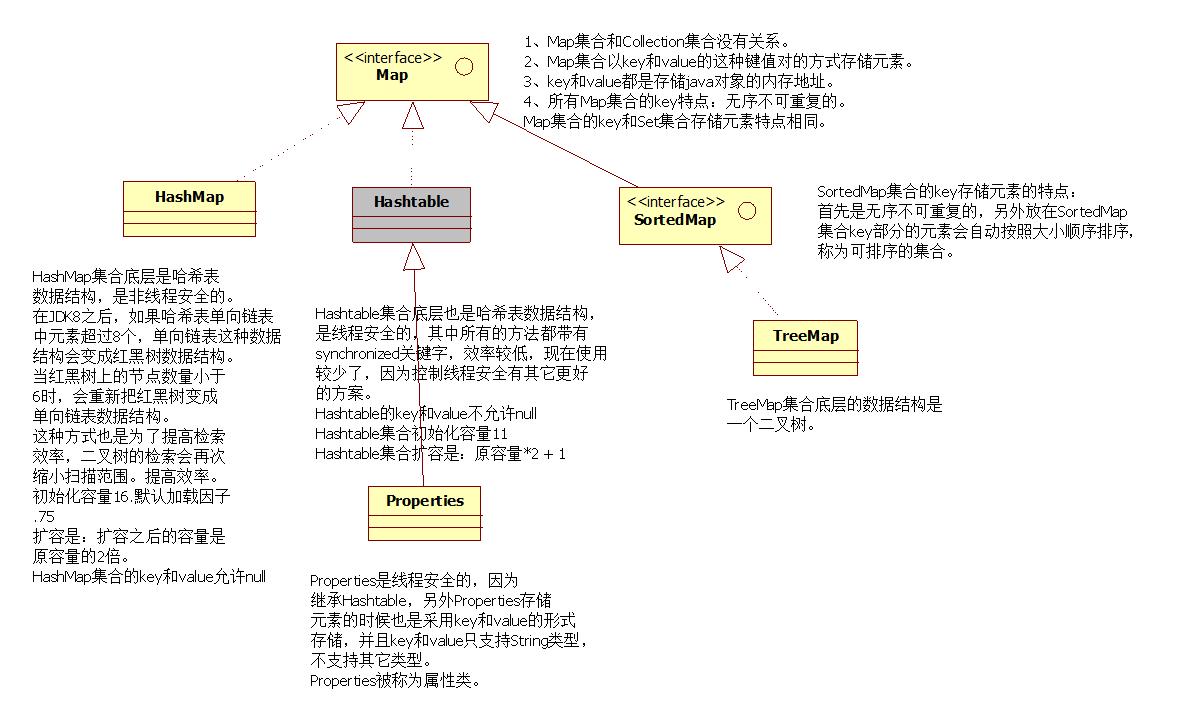 <<interface>>
Map
1、Map集合和Collection集合没有关系。
2、Map集合以key和value的这种键值对的方式存储元素。
3、key和value都是存储java对象的内存地址。
4、所有Map集合的key特点：无序不可重复的。
Map集合的key和Set集合存储元素特点相同。
HashMap
Hashtable
<<interface>>
SortedMap
SortedMap集合的key存储元素的特点：
首先是无序不可重复的，另外放在SortedMap
集合key部分的元素会自动按照大小顺序排序，
称为可排序的集合。
HashMap集合底层是哈希表
数据结构，是非线程安全的。
在JDK8之后，如果哈希表单向链表
中元素超过8个，单向链表这种数据
结构会变成红黑树数据结构。
当红黑树上的节点数量小于
6时，会重新把红黑树变成
单向链表数据结构。
这种方式也是为了提高检索
效率，二叉树的检索会再次
缩小扫描范围。提高效率。
初始化容量16.默认加载因子
.75
扩容是：扩容之后的容量是
原容量的2倍。
HashMap集合的key和value允许null
Hashtable集合底层也是哈希表数据结构，
是线程安全的，其中所有的方法都带有
synchronized关键字，效率较低，现在使用
较少了，因为控制线程安全有其它更好
的方案。
Hashtable的key和value不允许null
Hashtable集合初始化容量11
Hashtable集合扩容是：原容量*2 + 1
TreeMap
TreeMap集合底层的数据结构是
一个二叉树。
Properties
Properties是线程安全的，因为
继承Hashtable，另外Properties存储
元素的时候也是采用key和value的形式
存储，并且key和value只支持String类型，
不支持其它类型。
Properties被称为属性类。